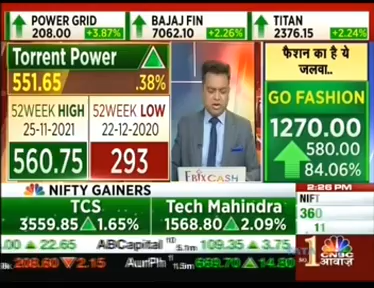 POWER GRID
208.00 +3.87%
BAJAJ FIN
7062.10 +2.26%
TITAN
2376.15 +2.24%
Torrent Power
551.65 .38%
52WEEK HIGH
25-11-2021
560.75
52WEEK LOW
22-12-2020
293
EBIXCASH
फैशन का है ये
जलवा..
GO FASHION
1270.00
580.00
84.06%
2:26 PM
NIFTY GAINERS
TCS
3559.85 1.65%
Tech Mahindra
1568.80 2.09%
NIFT
360
11
1 CNBC
आवाज़
22.65 ABCapital 109.35 3.75
208.60 2.15 AurPh 669.70 14.80